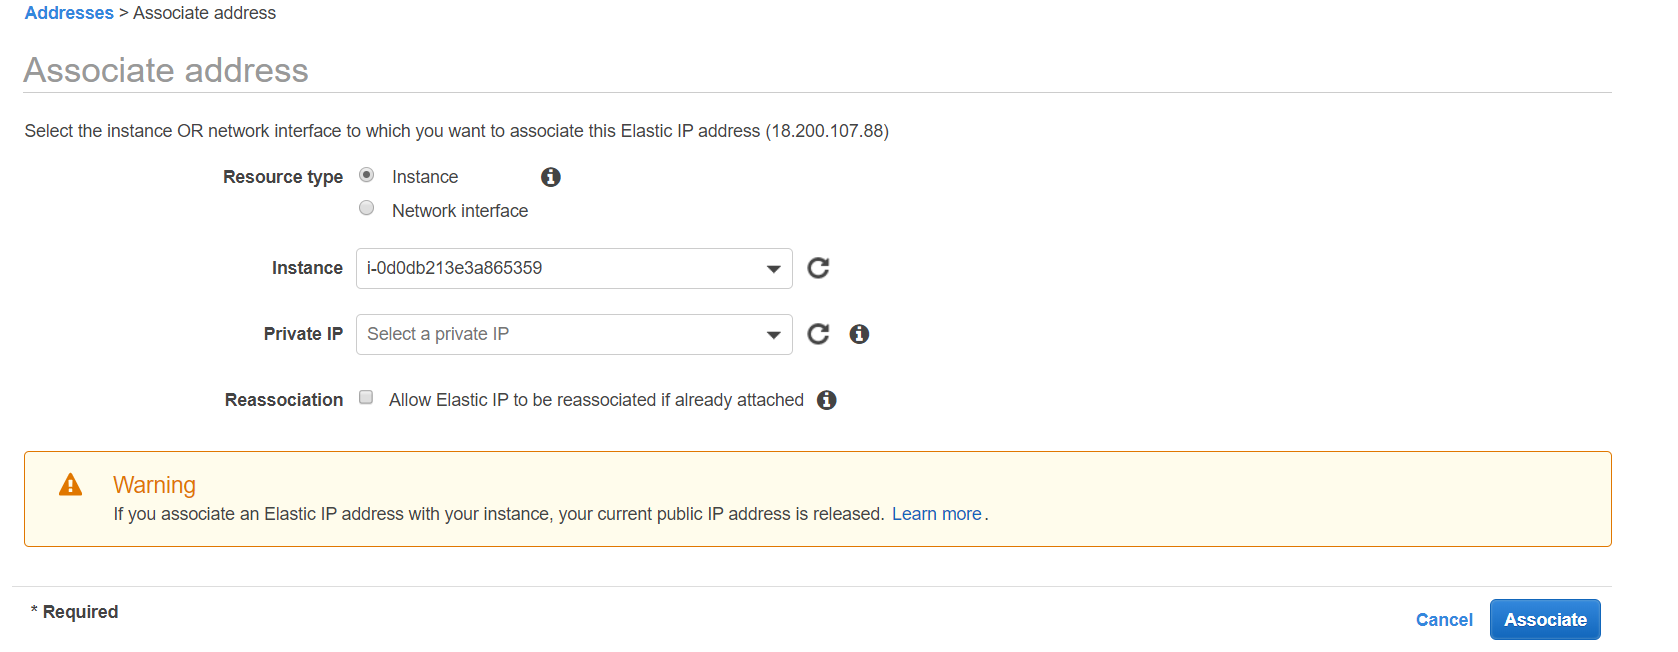 Addresses > Associate address
Associate address
Select the instance OR network interface to which you want to associate this Elastic IP address (18.200.107.88)
Resource type Instance
Network interface
Instance i-0d0db213e3a865359
Private IP Select a private IP
Reassociation Allow Elastic IP to be reassociated if already attached
Warning
If you associate an Elastic IP address with your instance, your current public IP address is released. Learn more.
* Required
Cancel Associate